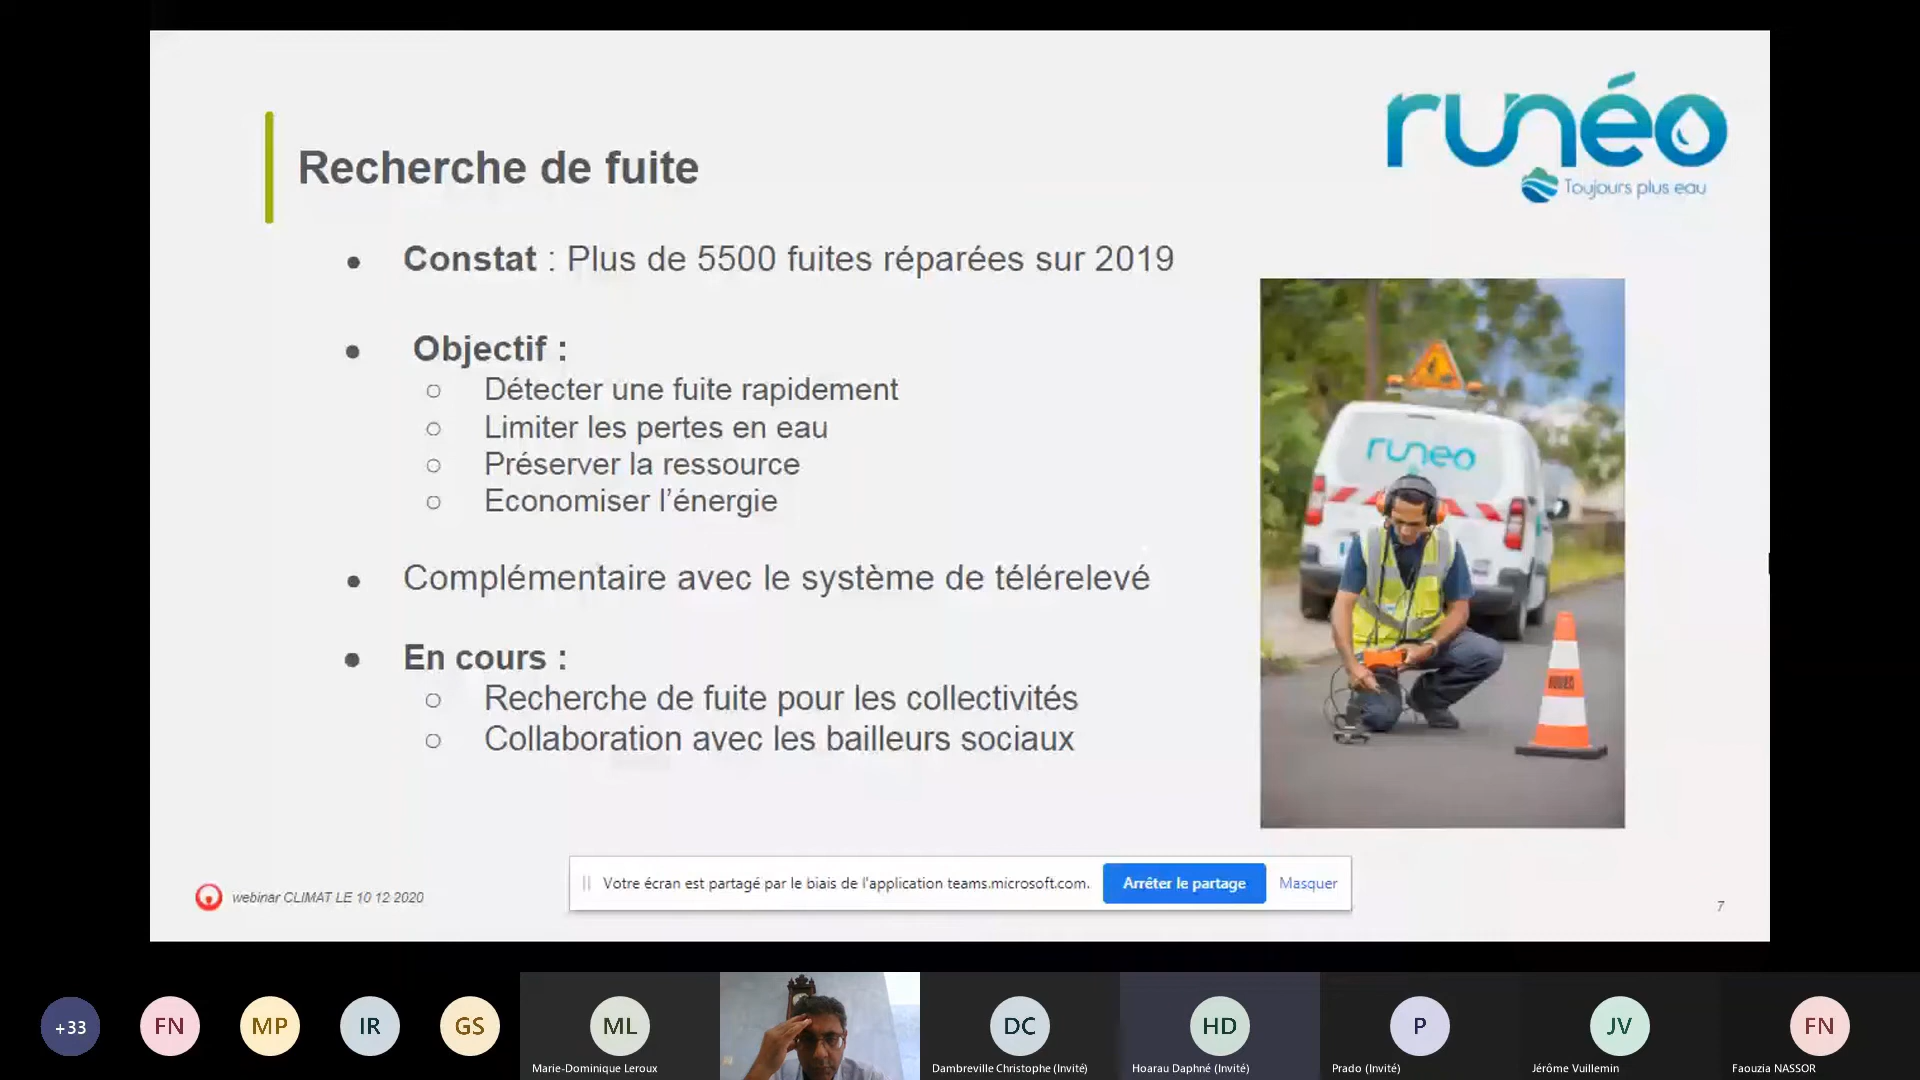 runéo
Toujours plus eau
Recherche de fuite
Constat : Plus de 5500 fuites réparées sur 2019
Objectif :
Détecter une fuite rapidement
Limiter les pertes en eau
Préserver la ressource
Economiser l'énergie
runeo
Complémentaire avec le système de télérelevé
En cours :
Recherche de fuite pour les collectivités
Collaboration avec les bailleurs sociaux
Votre écran est partagé par le biais de l'application teams.microsoft.com.
Arrêter le partage
Masquer
webinar CLIMAT LE 10 12 2020
7
+33
FN
MP
IR
GS
ML
DC
HD
P
JV
FN
Marie-Dominique Leroux
Dambreville Christophe (Invité)
Hoarau Daphné (Invité)
Prado (Invité)
Jérôme Vuillemin
Faouzia NASSOR